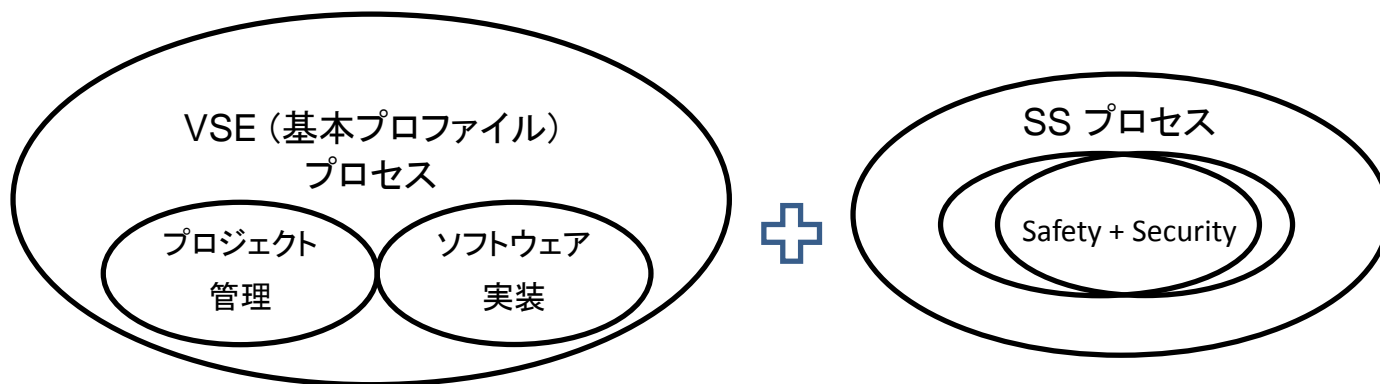 VSE（基本プロファイル）
プロセス
プロジェクト
管理
ソフトウェア
実装
SS プロセス
Safety + Security